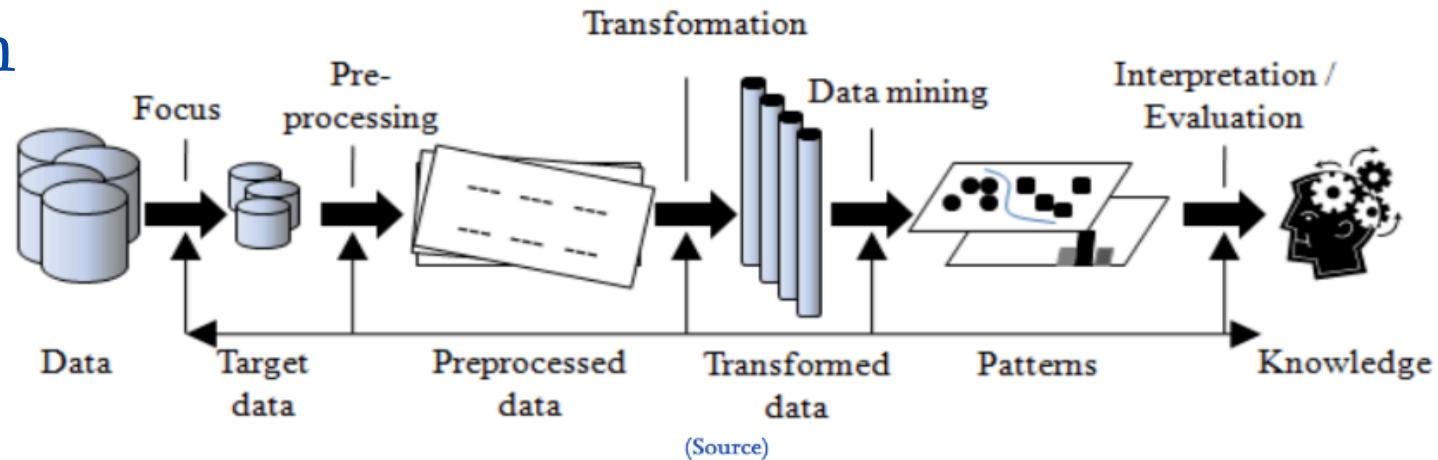 n
Transformation
Focus
Pre-
processing
Data mining
Interpretation /
Evaluation
Data
Target
data
Preprocessed
data
Transformed
data
Patterns
Knowledge
(Source)